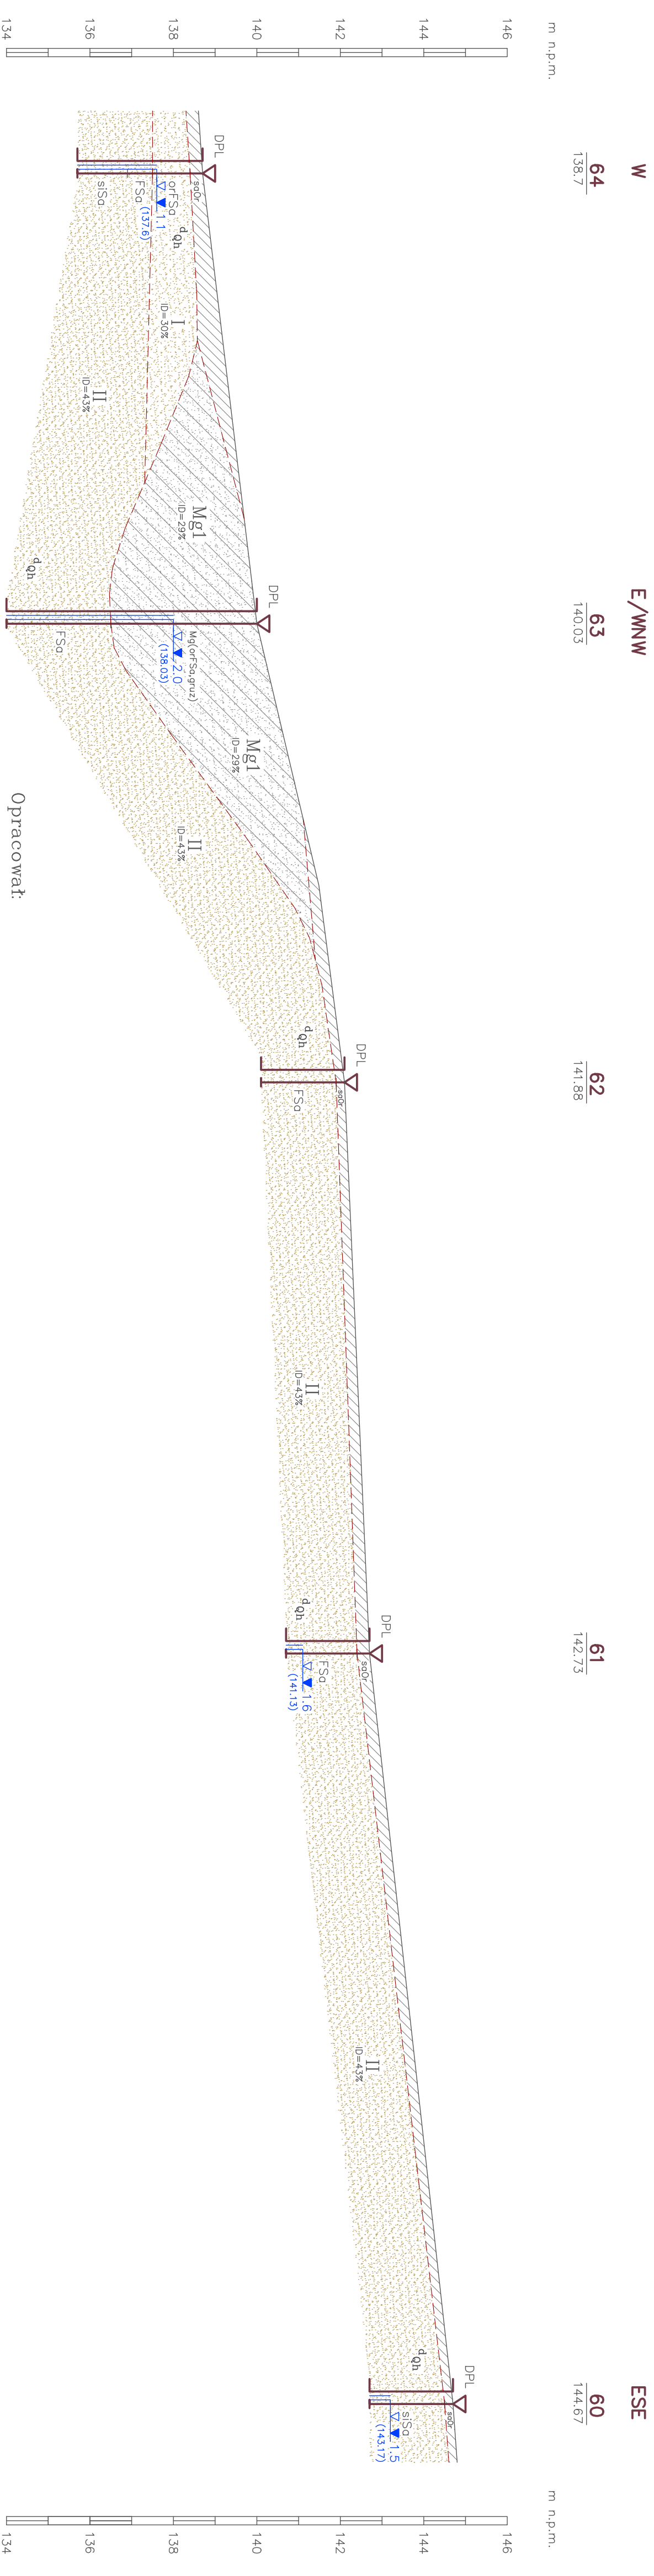 W
E/WNW
ESE
64
138.7
63
140.03
62
141.88
61
142.73
60
144.67
m n.p.m.
146
144
142
140
138
136
134
m n.p.m.
146
144
142
140
138
136
134
DPL
saOr
orFSa
1.1
(137.6)
FSa
siSa
dQh
I
ID=30%
II
ID=43%
Mg1
ID=29%
dQh
DPL
Mg(orFSa,gruz)
2.0
(138.03)
FSa
Mg1
ID=29%
II
ID=43%
dQh
DPL
saOr
FSa
II
ID=43%
dQh
DPL
saOr
FSa
1.6
(141.13)
II
ID=43%
dQh
DPL
saOr
siSa
1.5
(143.17)
Opracował: